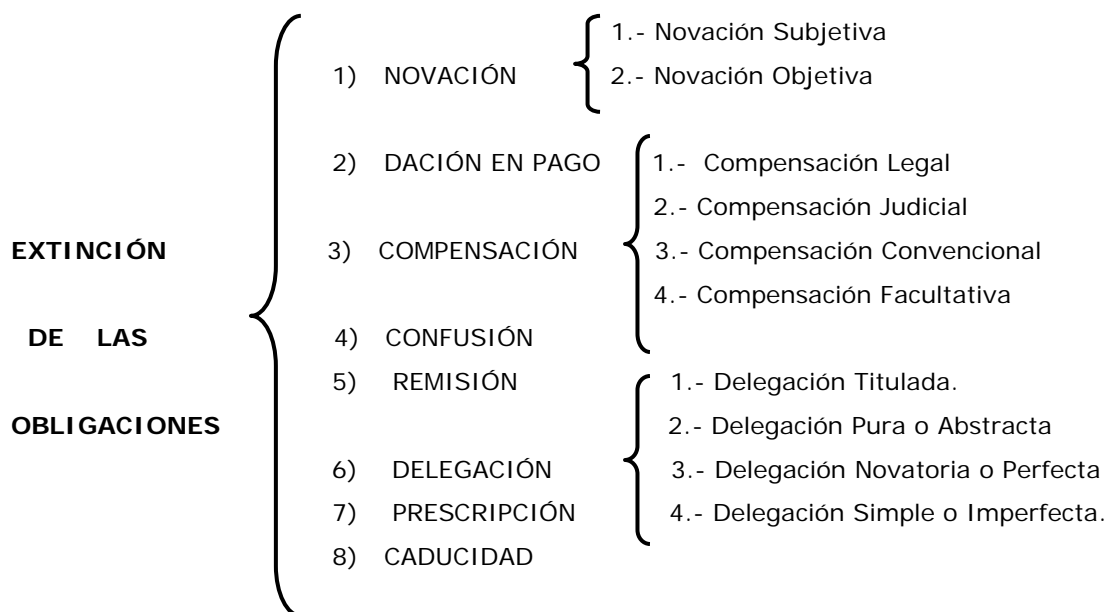 EXTINCIÓN
DE LAS
OBLIGACIONES
1) NOVACIÓN
1.- Novación Subjetiva
2.- Novación Objetiva
2) DACIÓN EN PAGO
3) COMPENSACIÓN
1.- Compensación Legal
2.- Compensación Judicial
3.- Compensación Convencional
4.- Compensación Facultativa
4) CONFUSIÓN
5) REMISIÓN
6) DELEGACIÓN
1.- Delegación Titulada.
2.- Delegación Pura o Abstracta
3.- Delegación Novatoria o Perfecta
4.- Delegación Simple o Imperfecta.
7) PRESCRIPCIÓN
8) CADUCIDAD